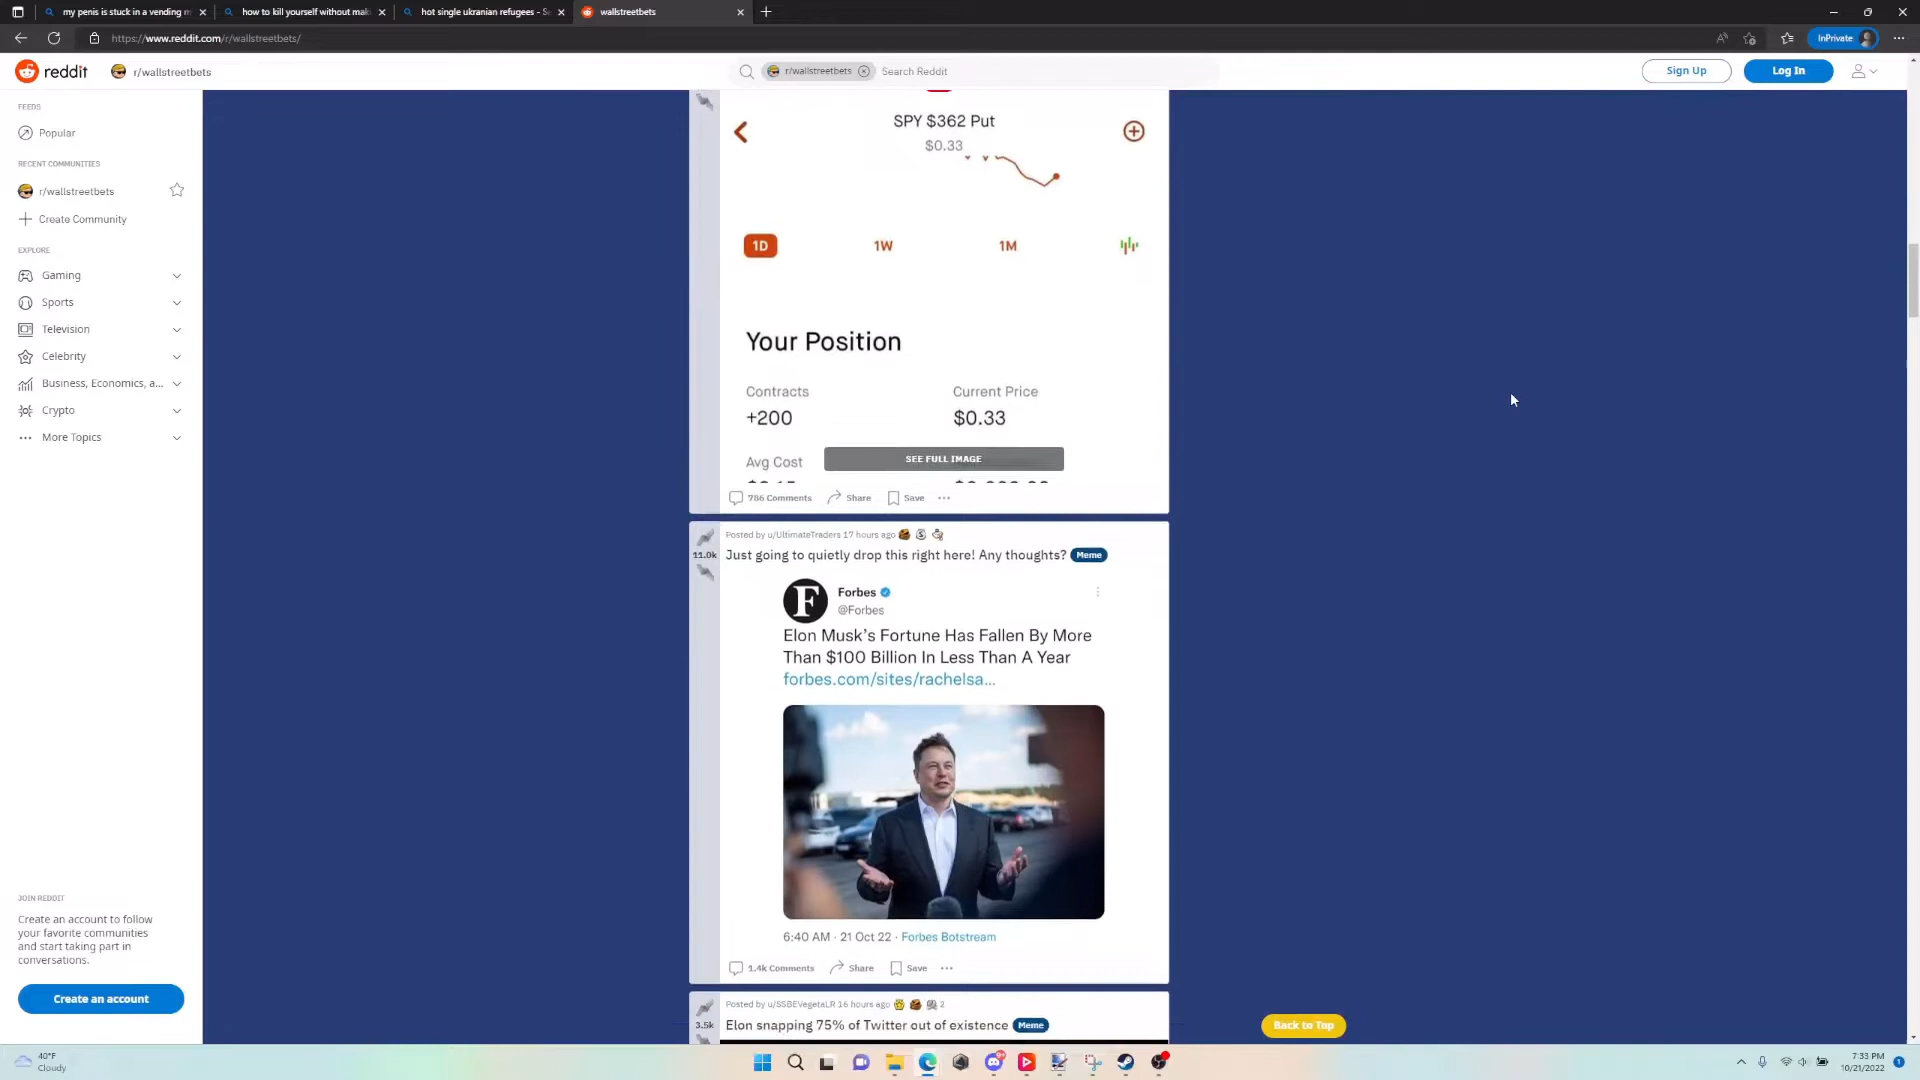 my penis is stuck in a vending m
how to kill yourself without mak
hot single ukranian refugees - Se
wallstreetbets
https://www.reddit.com/r/wallstreetbets/
InPrivate
reddit
r/wallstreetbets
r/wallstreetbets
Search Reddit
Sign Up
Log In
FEEDS
Popular
RECENT COMMUNITIES
r/wallstreetbets
Create Community
EXPLORE
Gaming
Sports
Television
Celebrity
Business, Economics, a...
Crypto
More Topics
JOIN REDDIT
Create an account to follow
your favorite communities
and start taking part in
conversations.
Create an account
SPY $362 Put
$0.33
1D
1W
1M
Your Position
Contracts
Current Price
+200
$0.33
Avg Cost
SEE FULL IMAGE
786 Comments
Share
Save
Posted by u/UltimateTraders 17 hours ago
11.0k
Just going to quietly drop this right here! Any thoughts?
Meme
F
Forbes
@Forbes
Elon Musk's Fortune Has Fallen By More
Than $100 Billion In Less Than A Year
forbes.com/sites/rachelsa...
6:40 AM · 21 Oct 22 · Forbes Botstream
1.4k Comments
Share
Save
Posted by u/SSBEVegetaLR 16 hours ago
2
3.5k
Elon snapping 75% of Twitter out of existence
Meme
Back to Top
40°F
Cloudy
9+
7:33 PM
10/21/2022
1